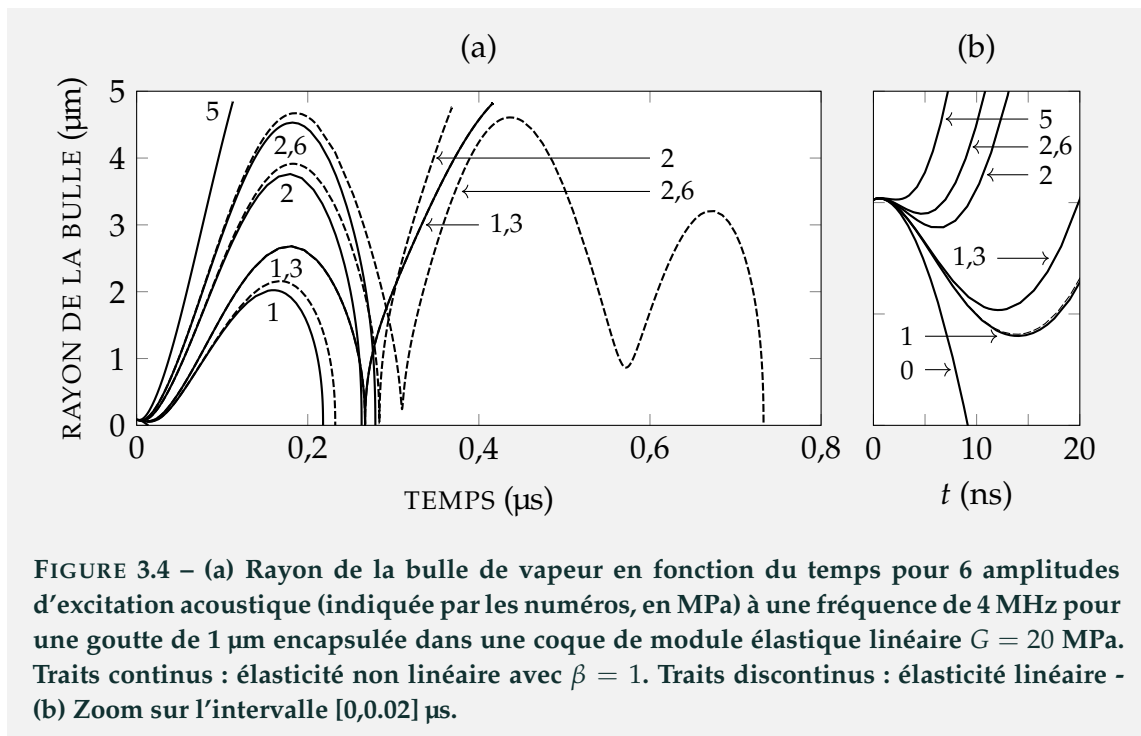 (a)
(b)
RAYON DE LA BULLE (µm)
5
4
3
2
1
0
0
0,2
0,4
0,6
0,8
TEMPS (µs)
5
2,6
2
1,3
1
2
2,6
1,3
5
2,6
2
1,3
1
0
0
10
20
t (ns)
FIGURE 3.4 – (a) Rayon de la bulle de vapeur en fonction du temps pour 6 amplitudes
d'excitation acoustique (indiquée par les numéros, en MPa) à une fréquence de 4 MHz pour
une goutte de 1 µm encapsulée dans une coque de module élastique linéaire G = 20 MPa.
Traits continus : élasticité non linéaire avec β = 1. Traits discontinus : élasticité linéaire -
(b) Zoom sur l'intervalle [0,0.02] µs.